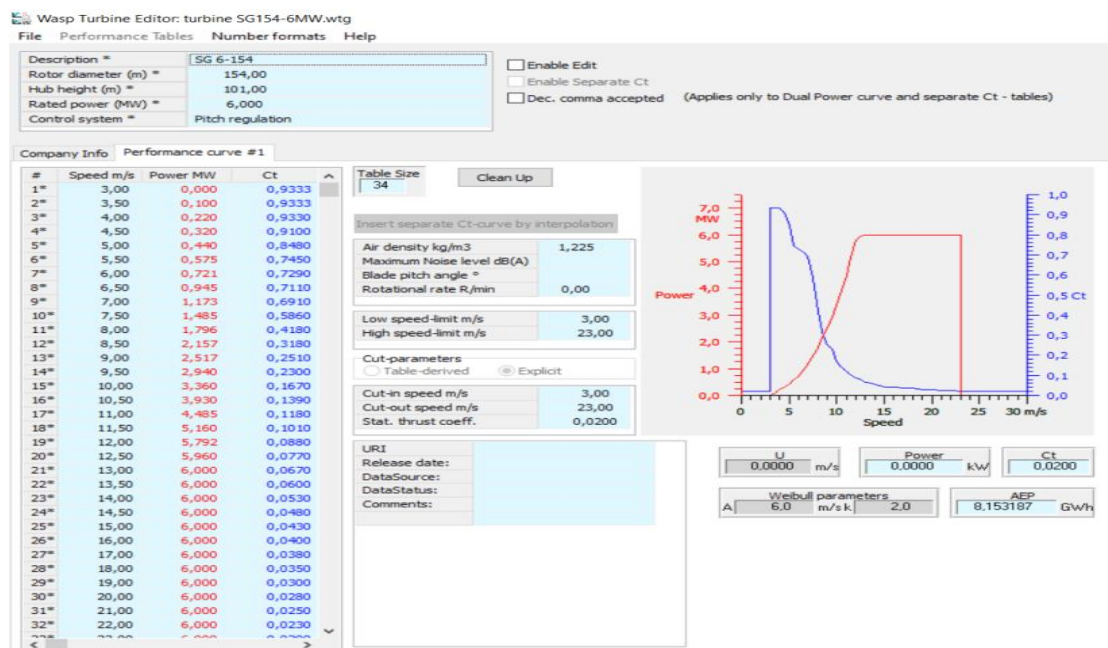 Wasp Turbine Editor: turbine SG154-6MW.wtg
File Performance Tables Number formats Help
Description * SG 6-154
Rotor diameter (m) * 154,00
Hub height (m) * 101,00
Rated power (MW) * 6,000
Control system * Pitch regulation
Enable Edit
Enable Separate Ct
Dec. comma accepted (Applies only to Dual Power curve and separate Ct - tables)
Company Info Performance curve #1
# Speed m/s Power MW Ct
1* 3,00 0,000 0,9333
2* 3,50 0,100 0,9333
3* 4,00 0,220 0,9330
4* 4,50 0,320 0,9100
5* 5,00 0,440 0,8480
6* 5,50 0,575 0,7450
7* 6,00 0,721 0,7290
8* 6,50 0,945 0,7110
9* 7,00 1,173 0,6910
10* 7,50 1,485 0,5860
11* 8,00 1,796 0,4180
12* 8,50 2,157 0,3180
13* 9,00 2,517 0,2510
14* 9,50 2,940 0,2300
15* 10,00 3,360 0,1670
16* 10,50 3,930 0,1390
17* 11,00 4,485 0,1180
18* 11,50 5,160 0,1010
19* 12,00 5,792 0,0880
20* 12,50 5,960 0,0770
21* 13,00 6,000 0,0670
22* 13,50 6,000 0,0600
23* 14,00 6,000 0,0530
24* 14,50 6,000 0,0480
25* 15,00 6,000 0,0430
26* 16,00 6,000 0,0400
27* 17,00 6,000 0,0380
28* 18,00 6,000 0,0350
29* 19,00 6,000 0,0300
30* 20,00 6,000 0,0280
31* 21,00 6,000 0,0250
32* 22,00 6,000 0,0230
Table Size
34
Clean Up
Insert separate Ct-curve by interpolation
Air density kg/m3 1,225
Maximum Noise level dB(A)
Blade pitch angle °
Rotational rate R/min 0,00
Low speed-limit m/s 3,00
High speed-limit m/s 23,00
Cut-parameters
Table-derived Explicit
Cut-in speed m/s 3,00
Cut-out speed m/s 23,00
Stat. thrust coeff. 0,0200
URI
Release date:
DataSource:
DataStatus:
Comments:
7,0
MW
6,0
5,0
Power 4,0
3,0
2,0
1,0
0,0
1,0
0,9
0,8
0,7
0,6
0,5 Ct
0,4
0,3
0,2
0,1
0,0
0 5 10 15 20 25 30 m/s
Speed
U
0,0000 m/s
Power
0,0000 kW
Ct
0,0200
Weibull parameters
A 6,0 m/s k 2,0
AEP
8,153187 GWh